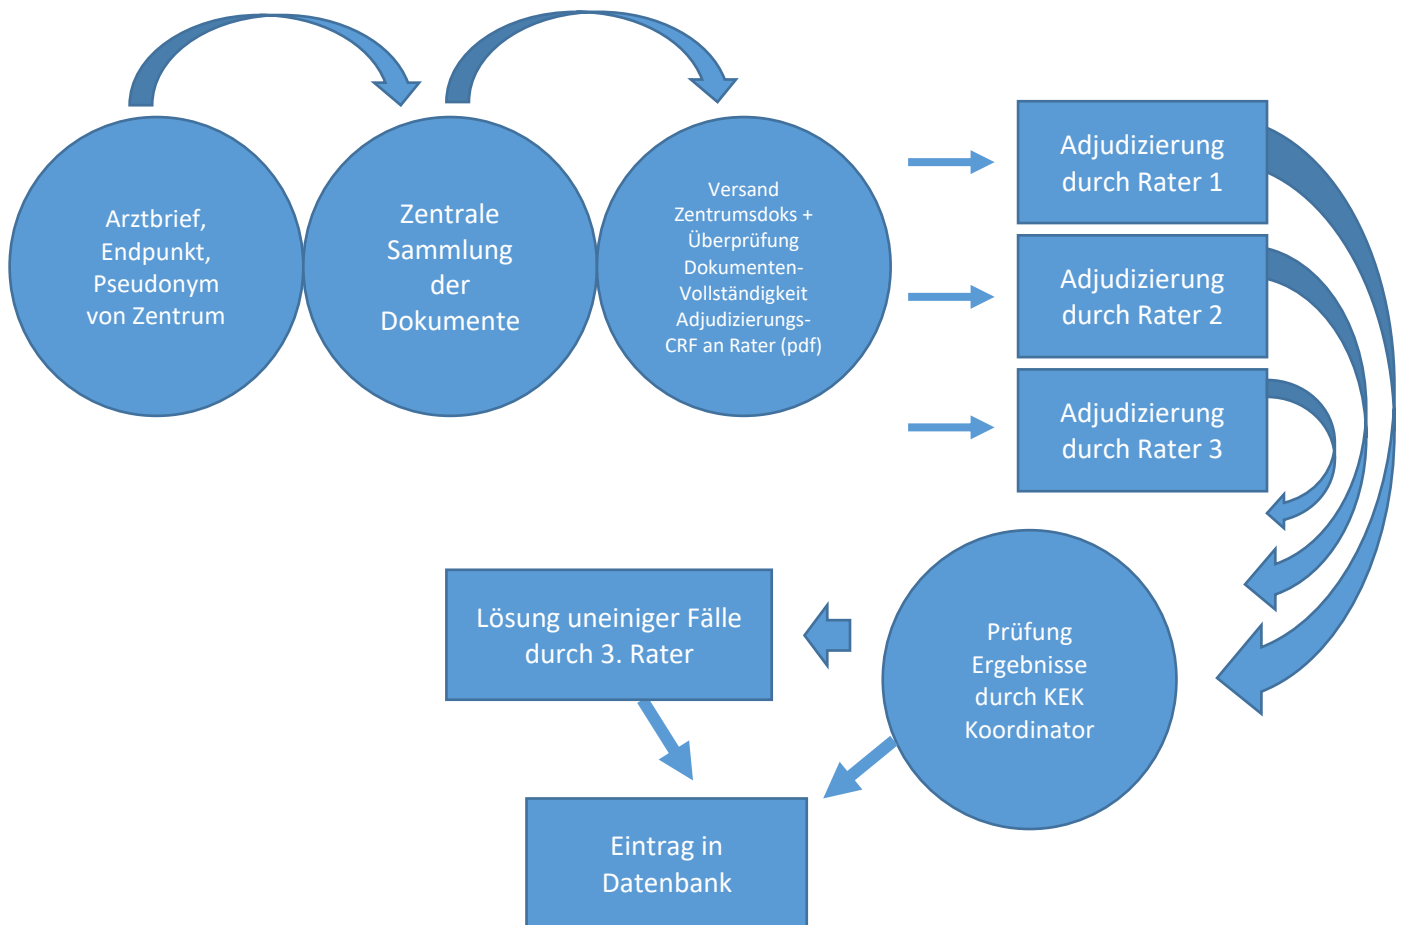 Arztbrief,
Endpunkt,
Pseudonym
von Zentrum
Zentrale
Sammlung
der
Dokumente
Versand
Zentrumsdoks +
Überprüfung
Dokumenten-
Vollständigkeit
Adjudizierungs-
CRF an Rater (pdf)
Adjudizierung
durch Rater 1
Adjudizierung
durch Rater 2
Adjudizierung
durch Rater 3
Prüfung
Ergebnisse
durch KEK
Koordinator
Lösung uneiniger Fälle
durch 3. Rater
Eintrag in
Datenbank